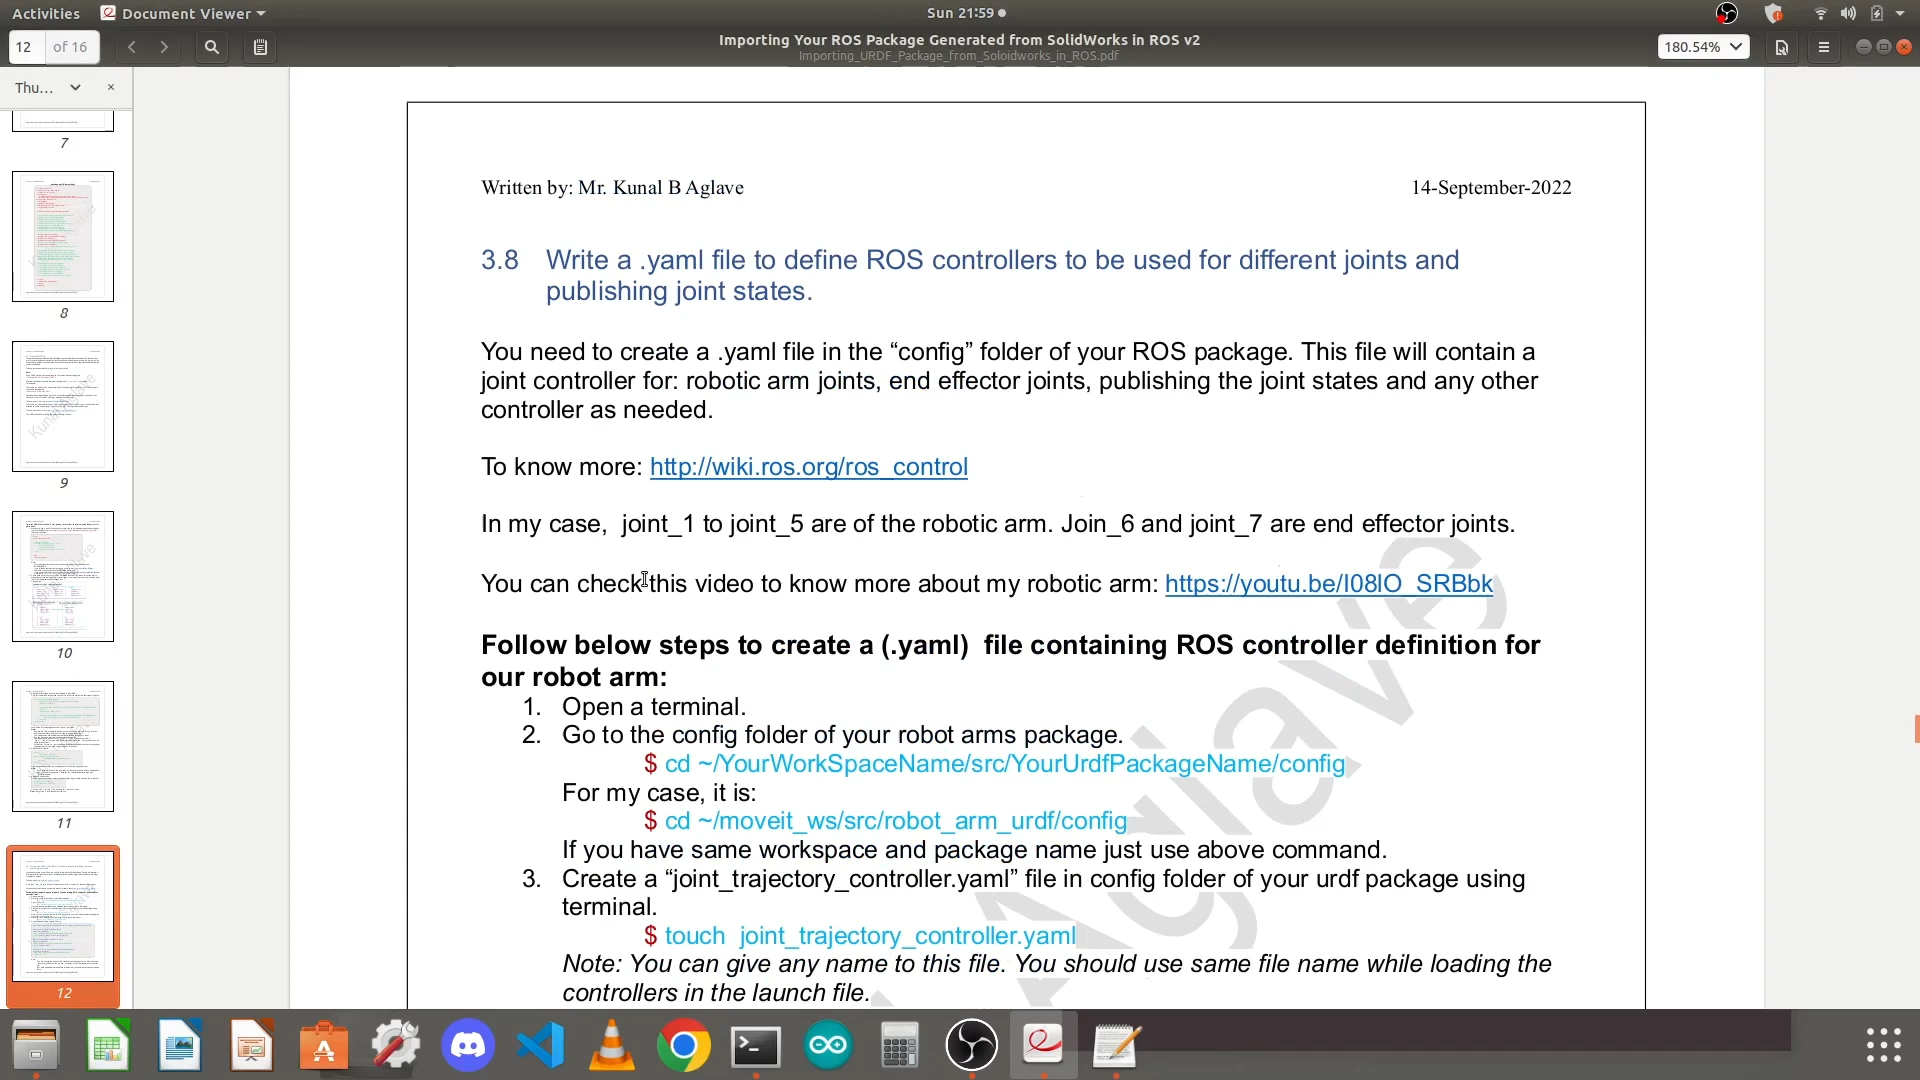 Activities
Document Viewer
Sun 21:59
12
of 16
Importing Your ROS Package Generated from SolidWorks in ROS v2
Importing_URDF_Package_from_Soloidworks_in_ROS.pdf
180.54%
Thu...
7
8
9
10
11
12
Written by: Mr. Kunal B Aglave
14-September-2022
3.8 Write a .yaml file to define ROS controllers to be used for different joints and
publishing joint states.
You need to create a .yaml file in the “config” folder of your ROS package. This file will contain a
joint controller for: robotic arm joints, end effector joints, publishing the joint states and any other
controller as needed.
To know more: http://wiki.ros.org/ros_control
In my case, joint_1 to joint_5 are of the robotic arm. Join_6 and joint_7 are end effector joints.
You can check this video to know more about my robotic arm: https://youtu.be/I08lO_SRBbk
Follow below steps to create a (.yaml) file containing ROS controller definition for
our robot arm:
1. Open a terminal.
2. Go to the config folder of your robot arms package.
$ cd ~/YourWorkSpaceName/src/YourUrdfPackageName/config
For my case, it is:
$ cd ~/moveit_ws/src/robot_arm_urdf/config
If you have same workspace and package name just use above command.
3. Create a “joint_trajectory_controller.yaml” file in config folder of your urdf package using
terminal.
$ touch joint_trajectory_controller.yaml
Note: You can give any name to this file. You should use same file name while loading the
controllers in the launch file.
Aglave